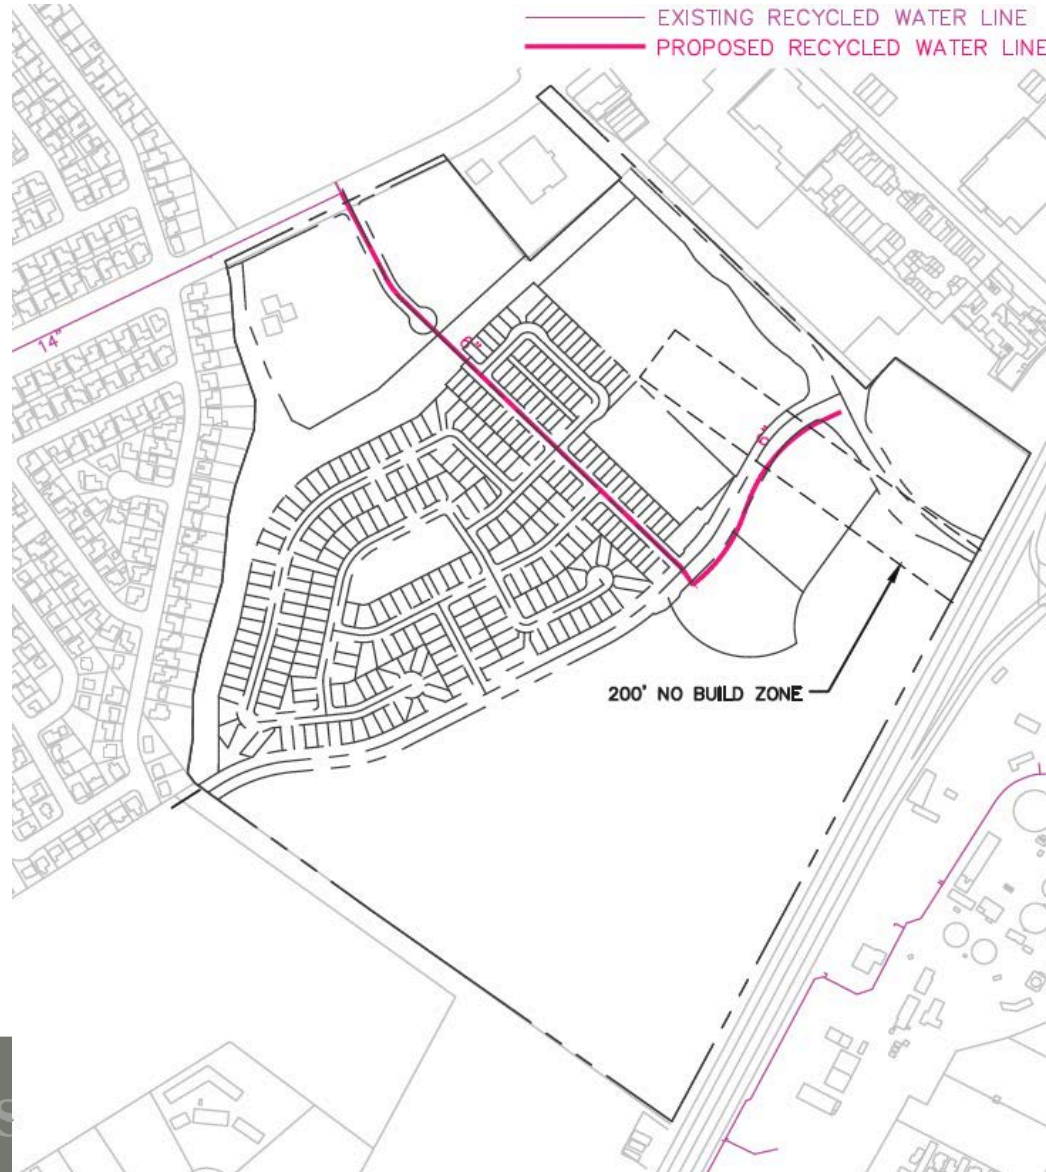 EXISTING RECYCLED WATER LINE
PROPOSED RECYCLED WATER LINE
14"
6"
6"
200' NO BUILD ZONE